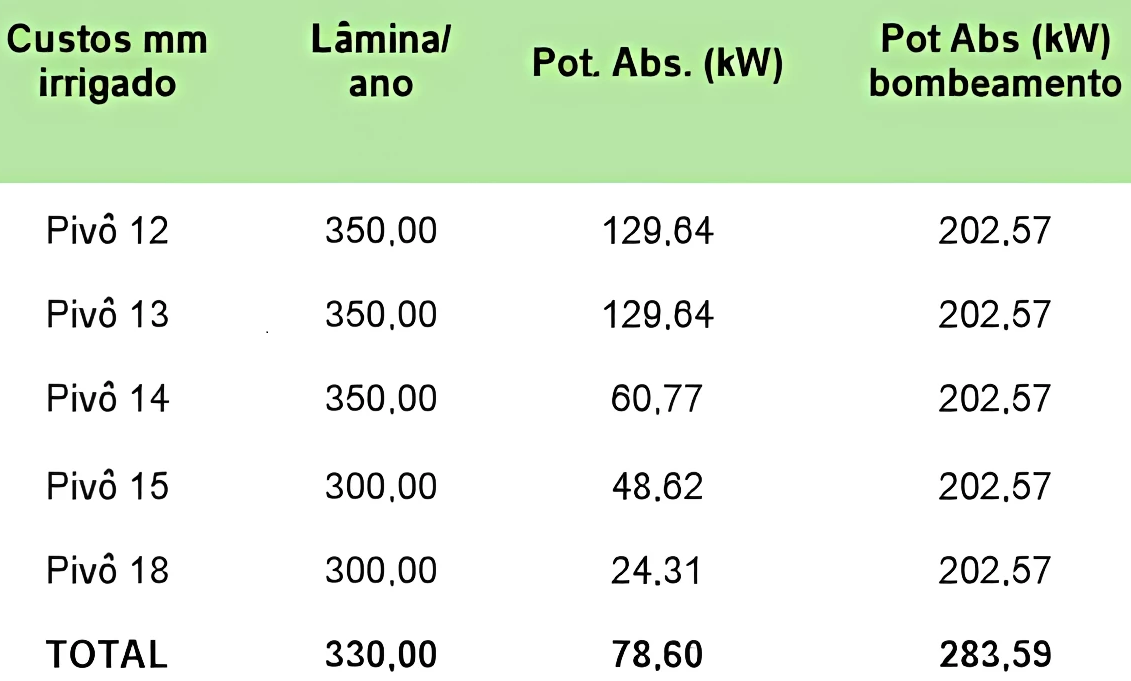 Custos mm irrigado Lâmina/ ano Pot. Abs. (kW) Pot Abs (kW) bombeamento
Pivô 12 350,00 129,64 202,57
Pivô 13 350,00 129,64 202,57
Pivô 14 350,00 60,77 202,57
Pivô 15 300,00 48,62 202,57
Pivô 18 300,00 24,31 202,57
TOTAL 330,00 78,60 283,59